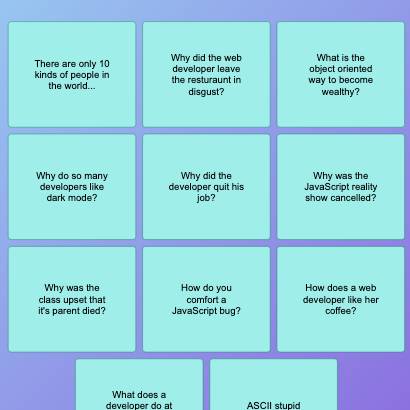 There are only 10
kinds of people in
the world...
Why did the web
developer leave
the resturaunt in
disgust?
What is the
object oriented
way to become
wealthy?
Why do so many
developers like
dark mode?
Why did the
developer quit his
job?
Why was the
JavaScript reality
show cancelled?
Why was the
class upset that
it's parent died?
How do you
comfort a
JavaScript bug?
How does a web
developer like her
coffee?
What does a
developer do at
ASCII stupid